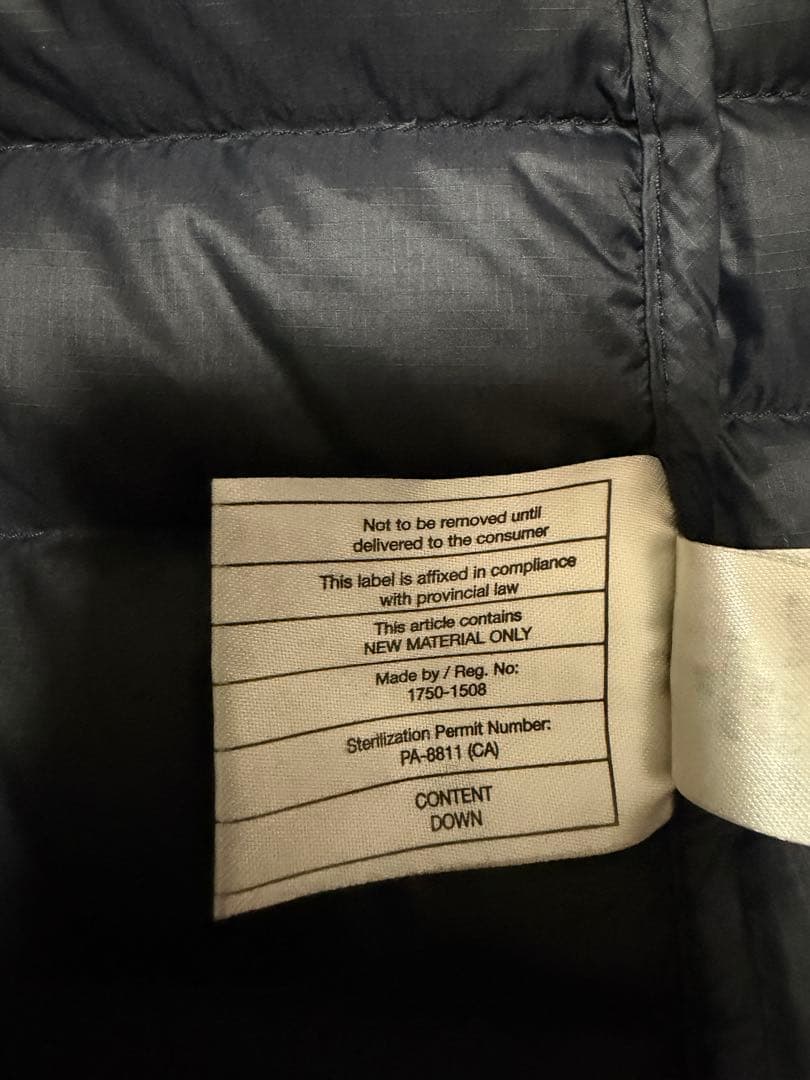 Not to be removed until
delivered to the consumer
This label is affixed in compliance
with provincial law
This article contains
NEW MATERIAL ONLY
Made by / Reg. No:
1750-1508
Sterilization Permit Number:
PA-8811 (CA)
CONTENT
DOWN